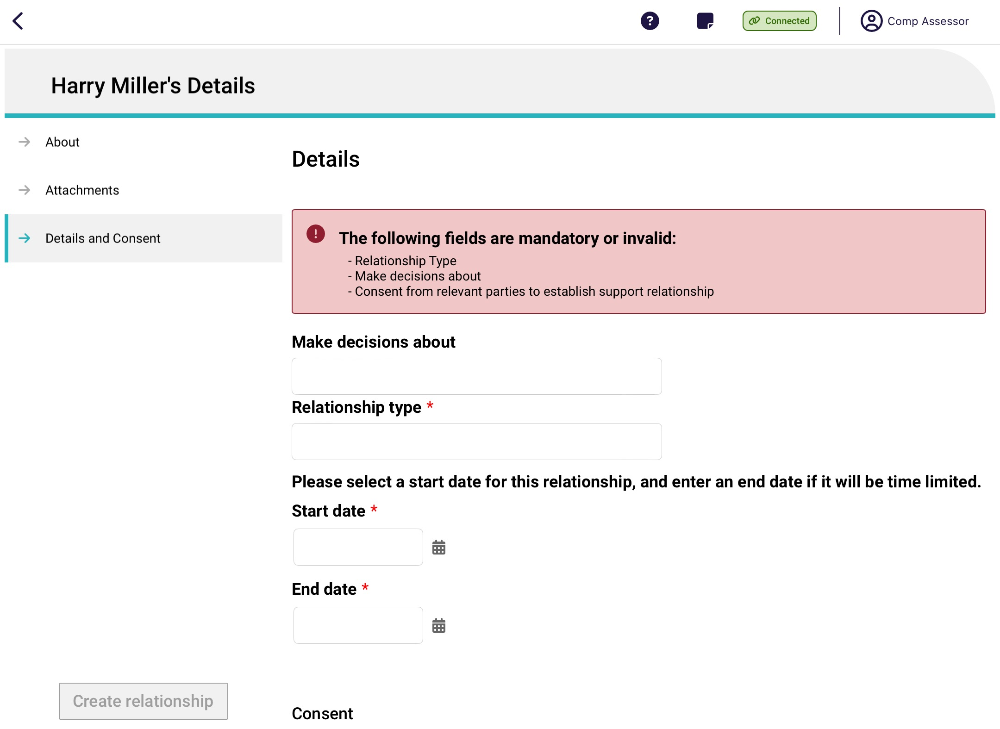 Connected
Comp Assessor
Harry Miller's Details
About
Attachments
Details and Consent
Details
The following fields are mandatory or invalid:
- Relationship Type
- Make decisions about
- Consent from relevant parties to establish support relationship
Make decisions about
Relationship type *
Please select a start date for this relationship, and enter an end date if it will be time limited.
Start date *
End date *
Create relationship
Consent